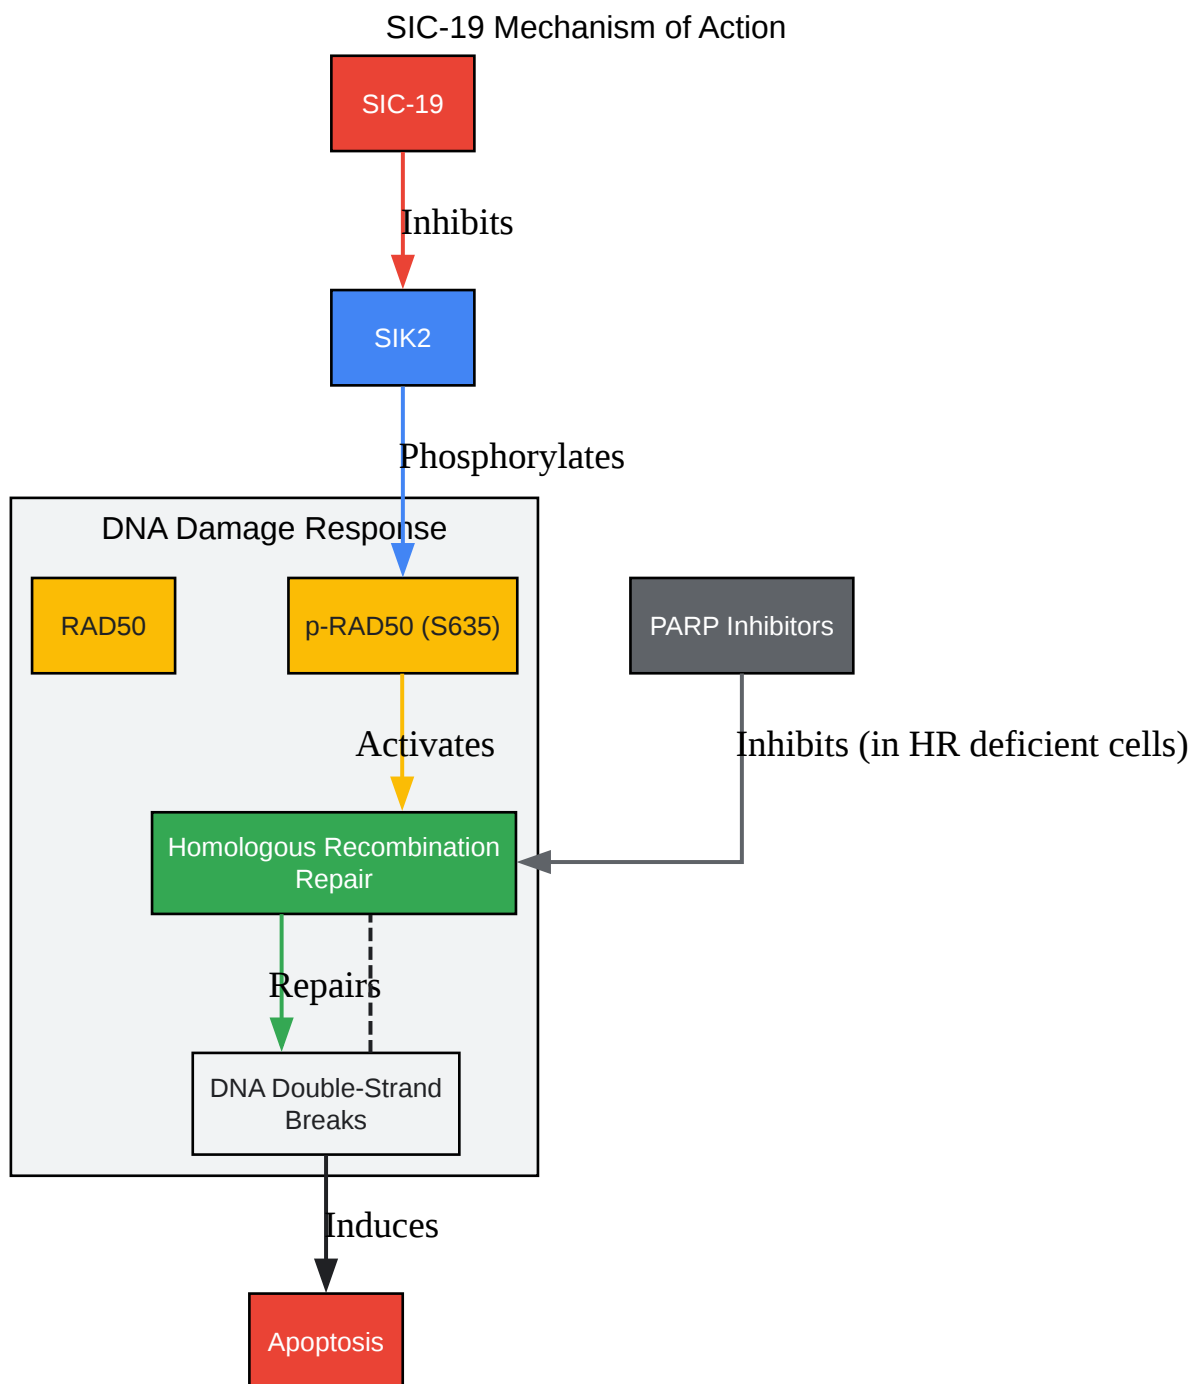 SIC-19 Mechanism of Action
SIC-19
Inhibits
SIK2
Phosphorylates
DNA Damage Response
RAD50
p-RAD50 (S635)
PARP Inhibitors
Activates
Inhibits (in HR deficient cells)
Homologous Recombination
Repair
Repairs
DNA Double-Strand
Breaks
Induces
Apoptosis